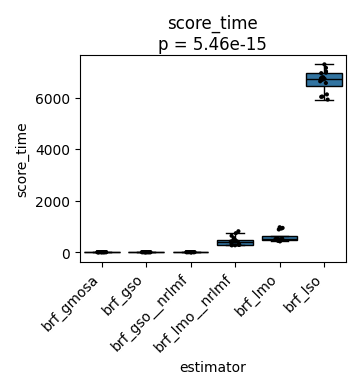 score_time
p = 5.46e-15
score_time
6000
4000
2000
0
brf_gmosa
brf_gso
brf_gso__nrlmf
brf_lmo__nrlmf
brf_lmo
brf_lso
estimator